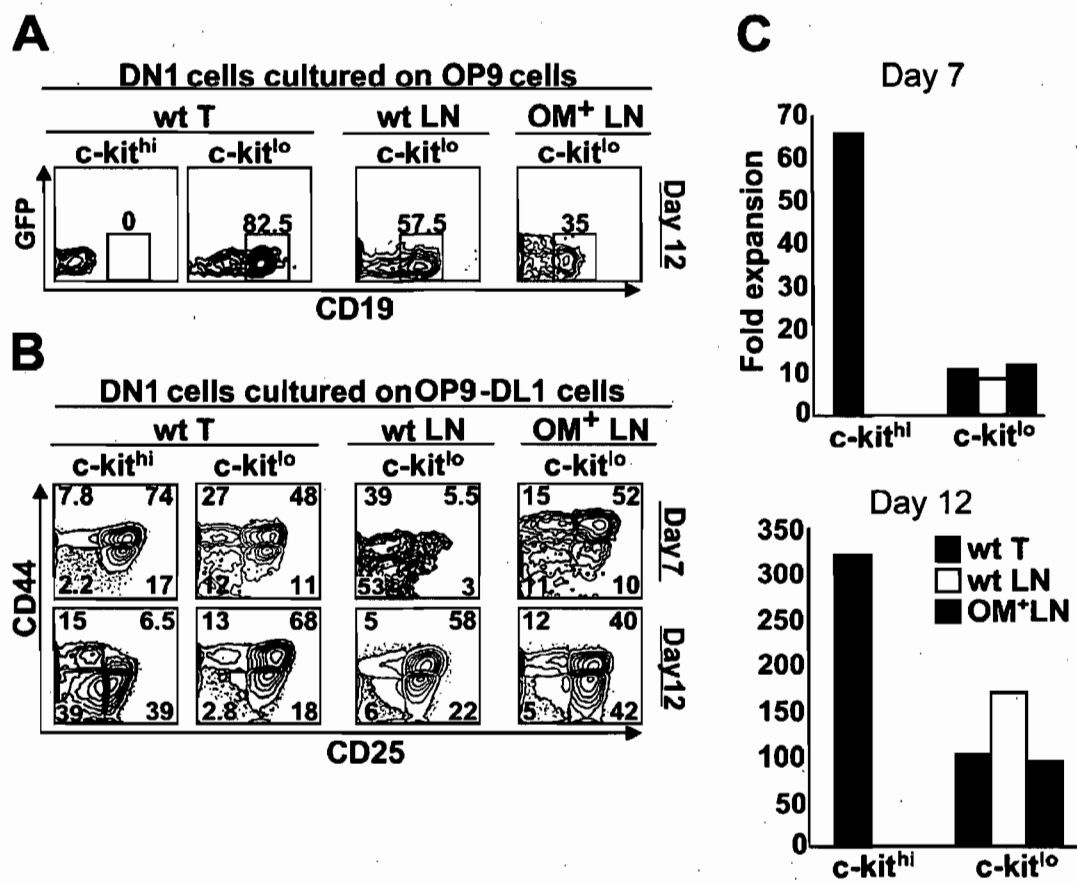 A
DN1 cells cultured on OP9 cells
wt T wt LN OM+ LN
c-kithi c-kitlo c-kitlo c-kitlo
GFP
0 82.5 57.5 35
Day 12
CD19
B
DN1 cells cultured on OP9-DL1 cells
wt T wt LN OM+ LN
c-kithi c-kitlo c-kitlo c-kitlo
CD44
7.8 74 27 48 39 5.5 15 52
2.2 17 12 11 53 3 11 10
Day7
15 6.5 13 68 5 58 12 40
39 39 2.8 18 6 22 5 42
Day12
CD25
C
Day 7
Fold expansion
70
60
50
40
30
20
10
0
c-kithi c-kitlo
Day 12
350
300
250
200
150
100
50
0
wt T
wt LN
OM+LN
c-kithi c-kitlo